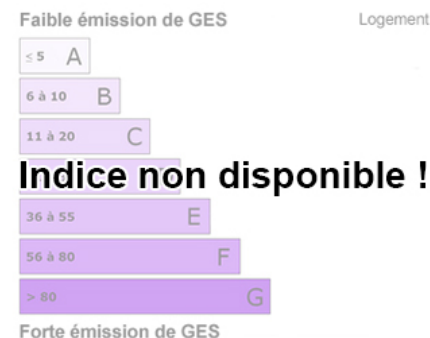 Faible émission de GES
Logement
≤ 5 A
6 à 10 B
11 à 20 C
Indice non disponible !
36 à 55 E
56 à 80 F
> 80 G
Forte émission de GES